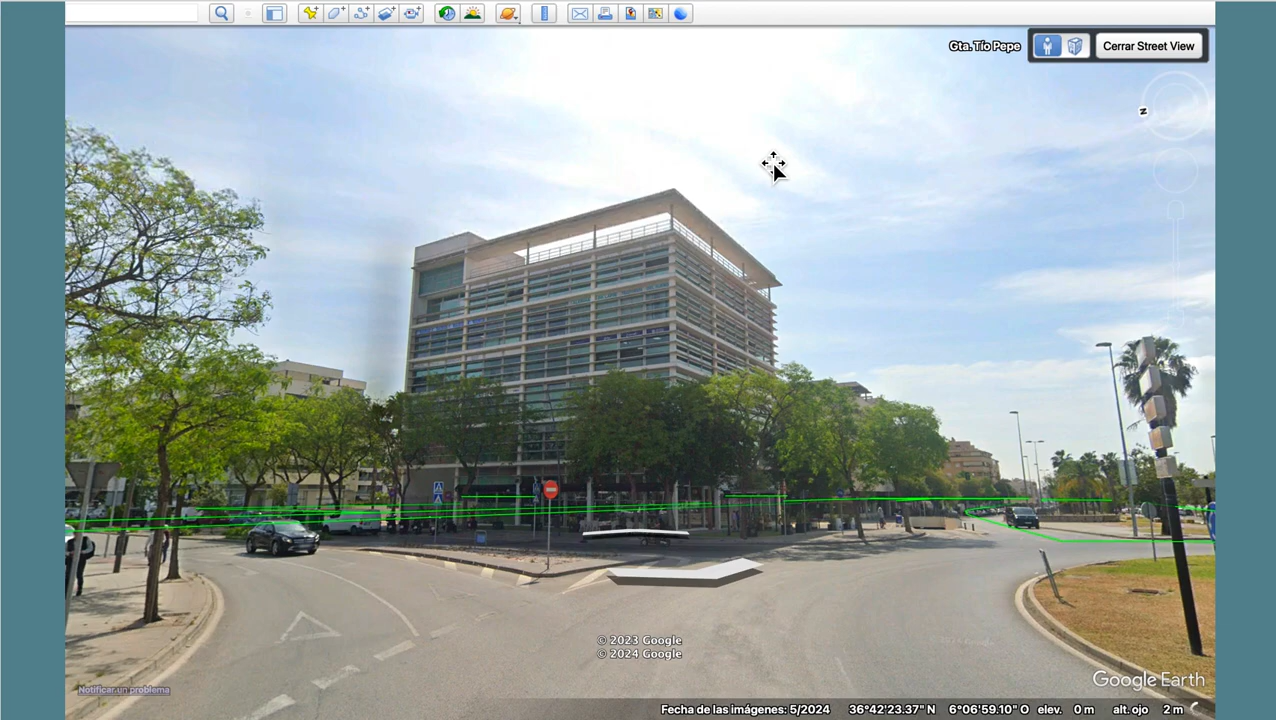 Gta. Tío Pepe
Cerrar Street View
N
© 2023 Google
© 2024 Google
Notificar un problema
Google Earth
Fecha de las imágenes: 5/2024 36°42'23.37" N 6°06'59.10" O elev. 0 m alt. ojo 2 m